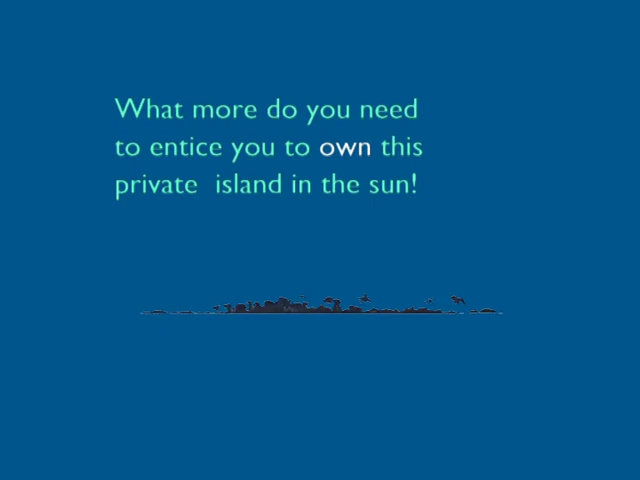 What more do you need
to entice you to own this
private  island in the sun!